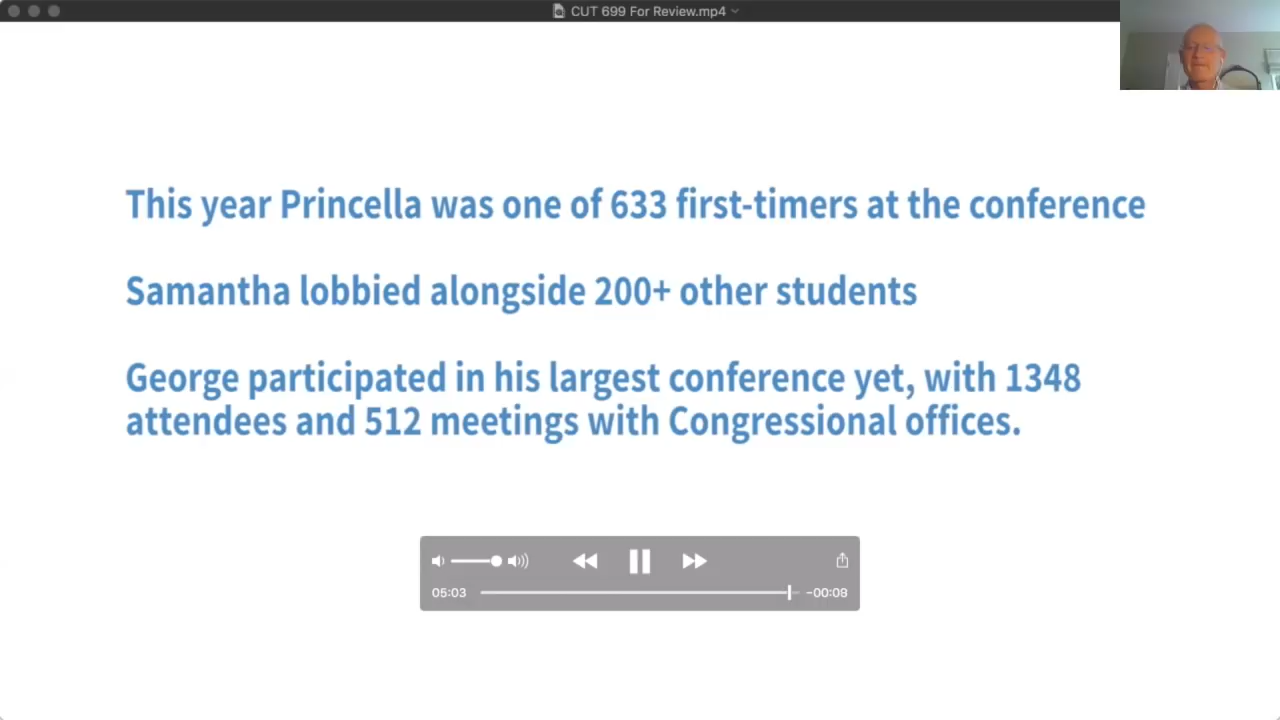 CUT 699 For Review.mp4
This year Princella was one of 633 first-timers at the conference
Samantha lobbied alongside 200+ other students
George participated in his largest conference yet, with 1348
attendees and 512 meetings with Congressional offices.
05:03
-00:08